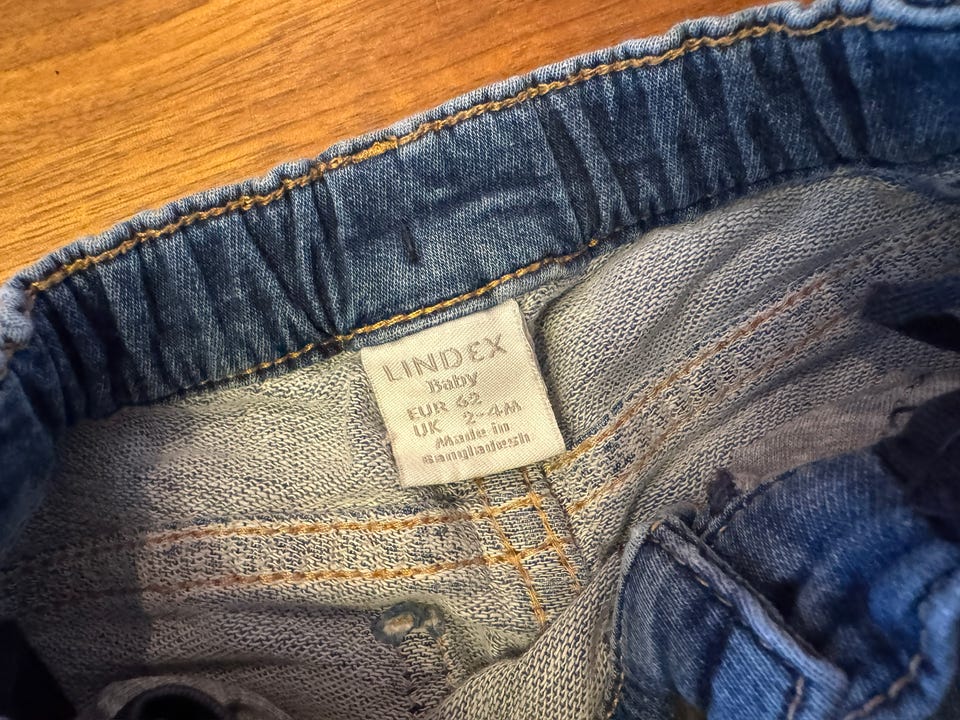 LINDEX
Baby
EUR 62
UK 2-4M
Made in
Bangladesh